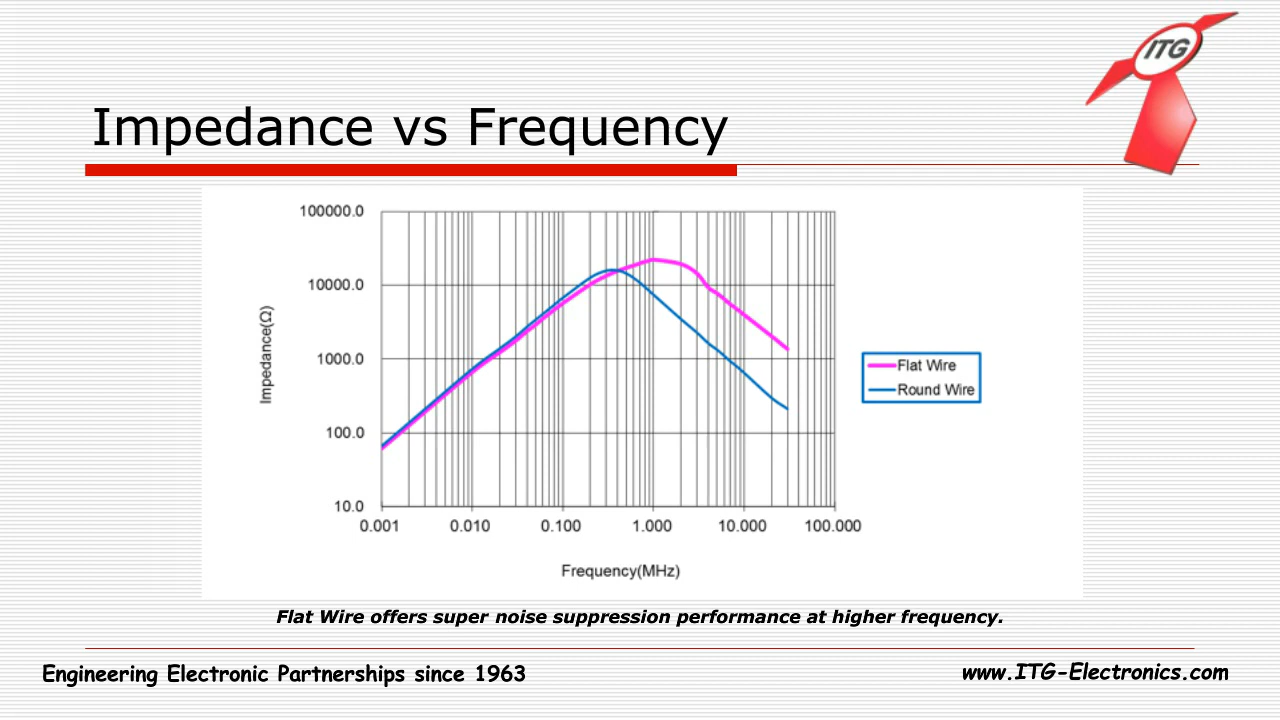 ITG
Impedance vs Frequency
100000.0
10000.0
1000.0
100.0
10.0
Impedance(Ω)
0.001 0.010 0.100 1.000 10.000 100.000
Frequency(MHz)
Flat Wire
Round Wire
Flat Wire offers super noise suppression performance at higher frequency.
Engineering Electronic Partnerships since 1963
www.ITG-Electronics.com